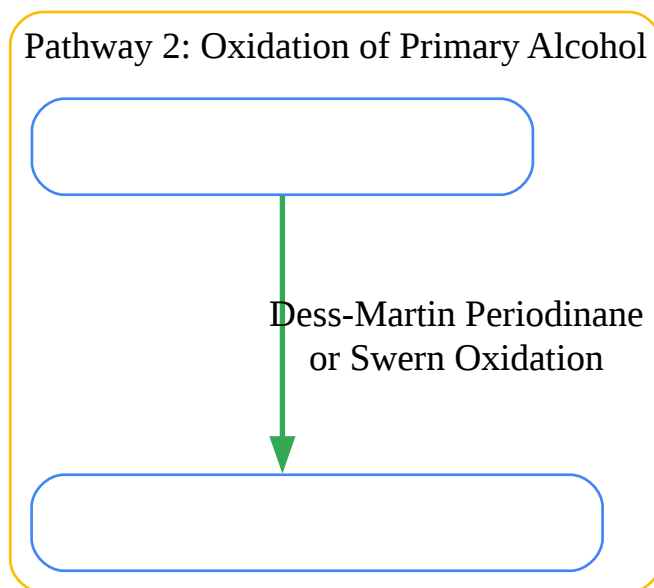 Pathway 2: Oxidation of Primary Alcohol
Dess-Martin Periodinane
or Swern Oxidation